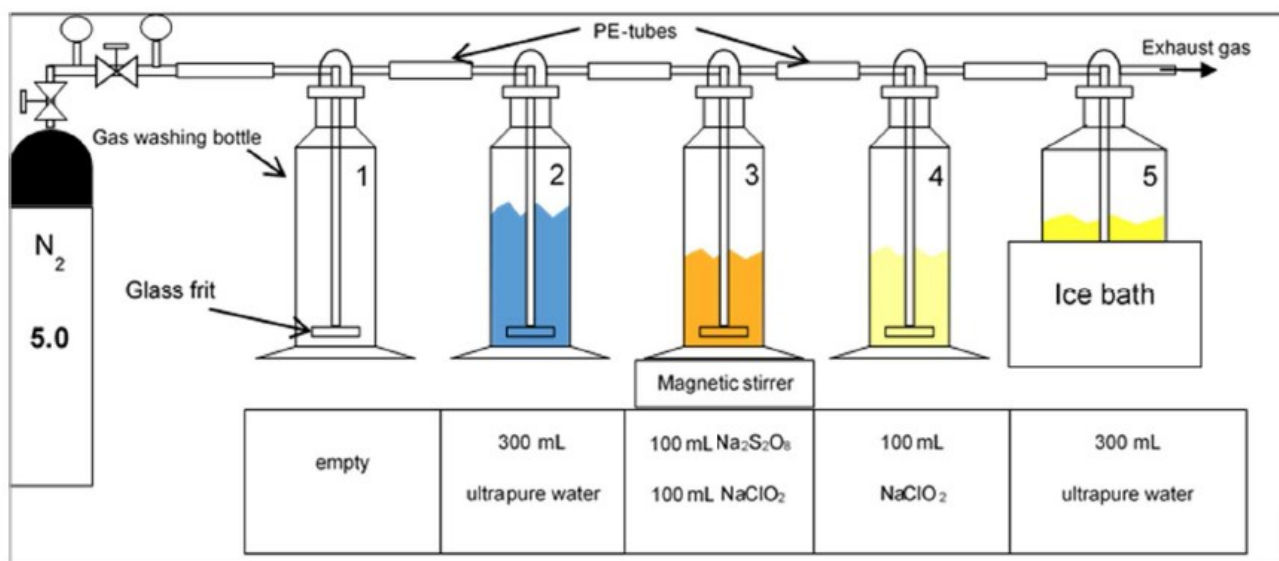 PE-tubes
Exhaust gas
Gas washing bottle
1
2
3
4
5
N₂
5.0
Glass frit
Ice bath
Magnetic stirrer
empty
300 mL
ultrapure water
100 mL Na₂S₂O₈
100 mL NaClO₂
100 mL
NaClO₂
300 mL
ultrapure water